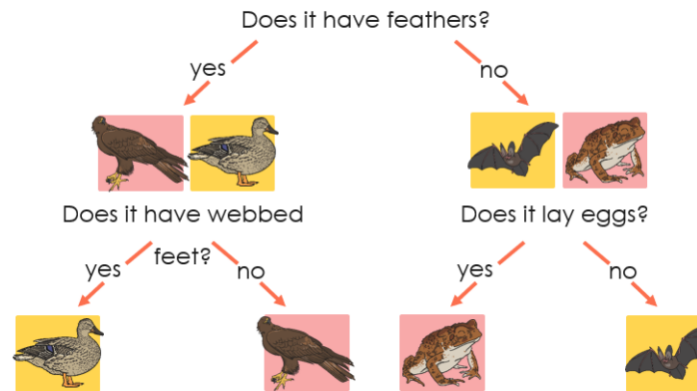 Does it have feathers?
yes
no
Does it have webbed
feet?
Does it lay eggs?
yes
no
yes
no